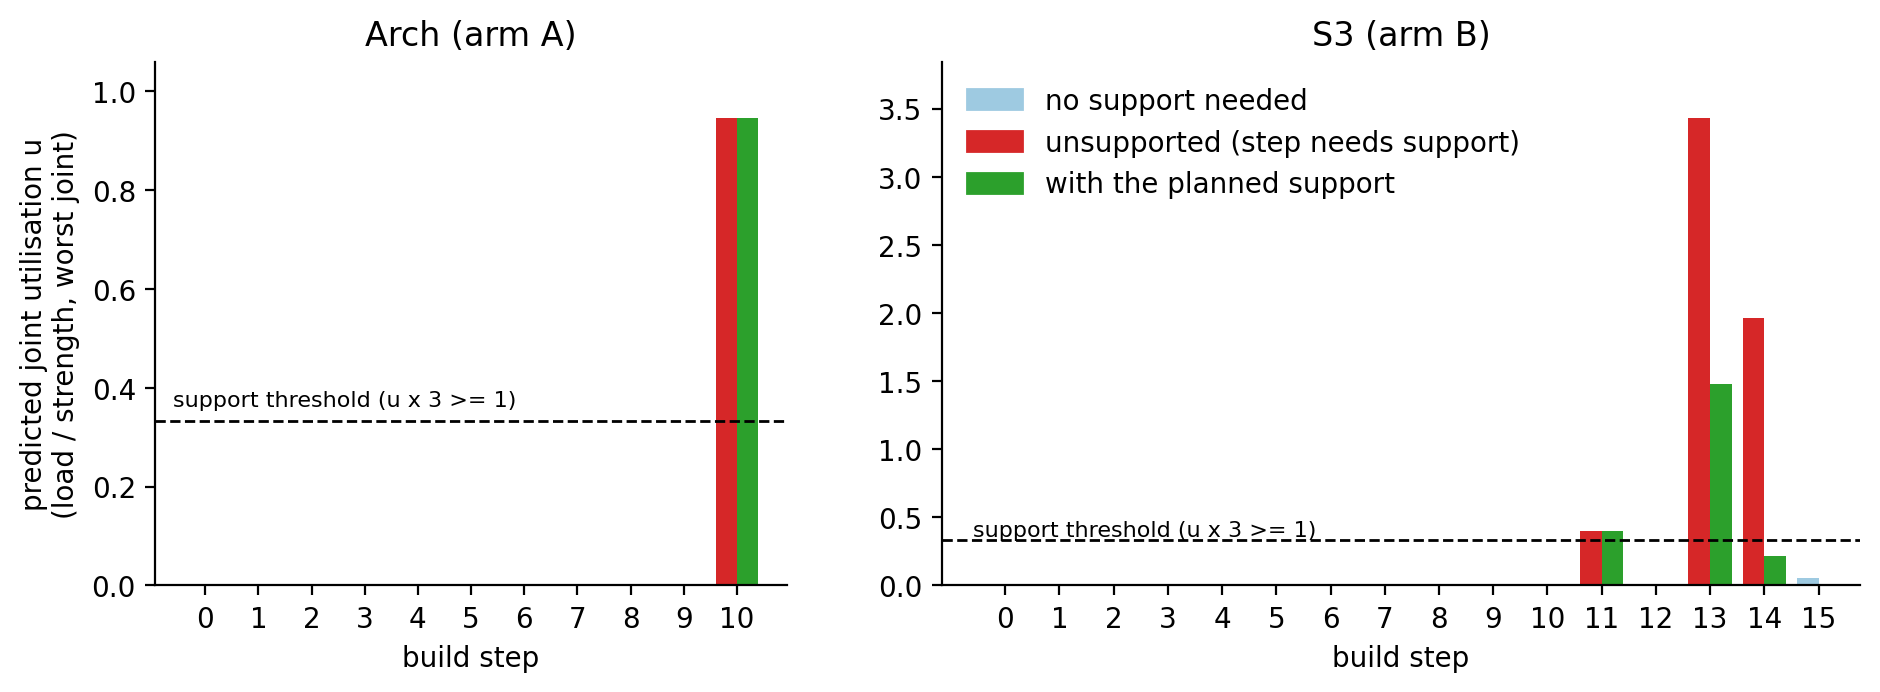 Arch (arm A)
predicted joint utilisation u
(load / strength, worst joint)
1.0
0.8
0.6
0.4
0.2
0.0
support threshold (u x 3 >= 1)
0 1 2 3 4 5 6 7 8 9 10
build step
S3 (arm B)
3.5
3.0
2.5
2.0
1.5
1.0
0.5
0.0
no support needed
unsupported (step needs support)
with the planned support
support threshold (u x 3 >= 1)
0 1 2 3 4 5 6 7 8 9 10 11 12 13 14 15
build step